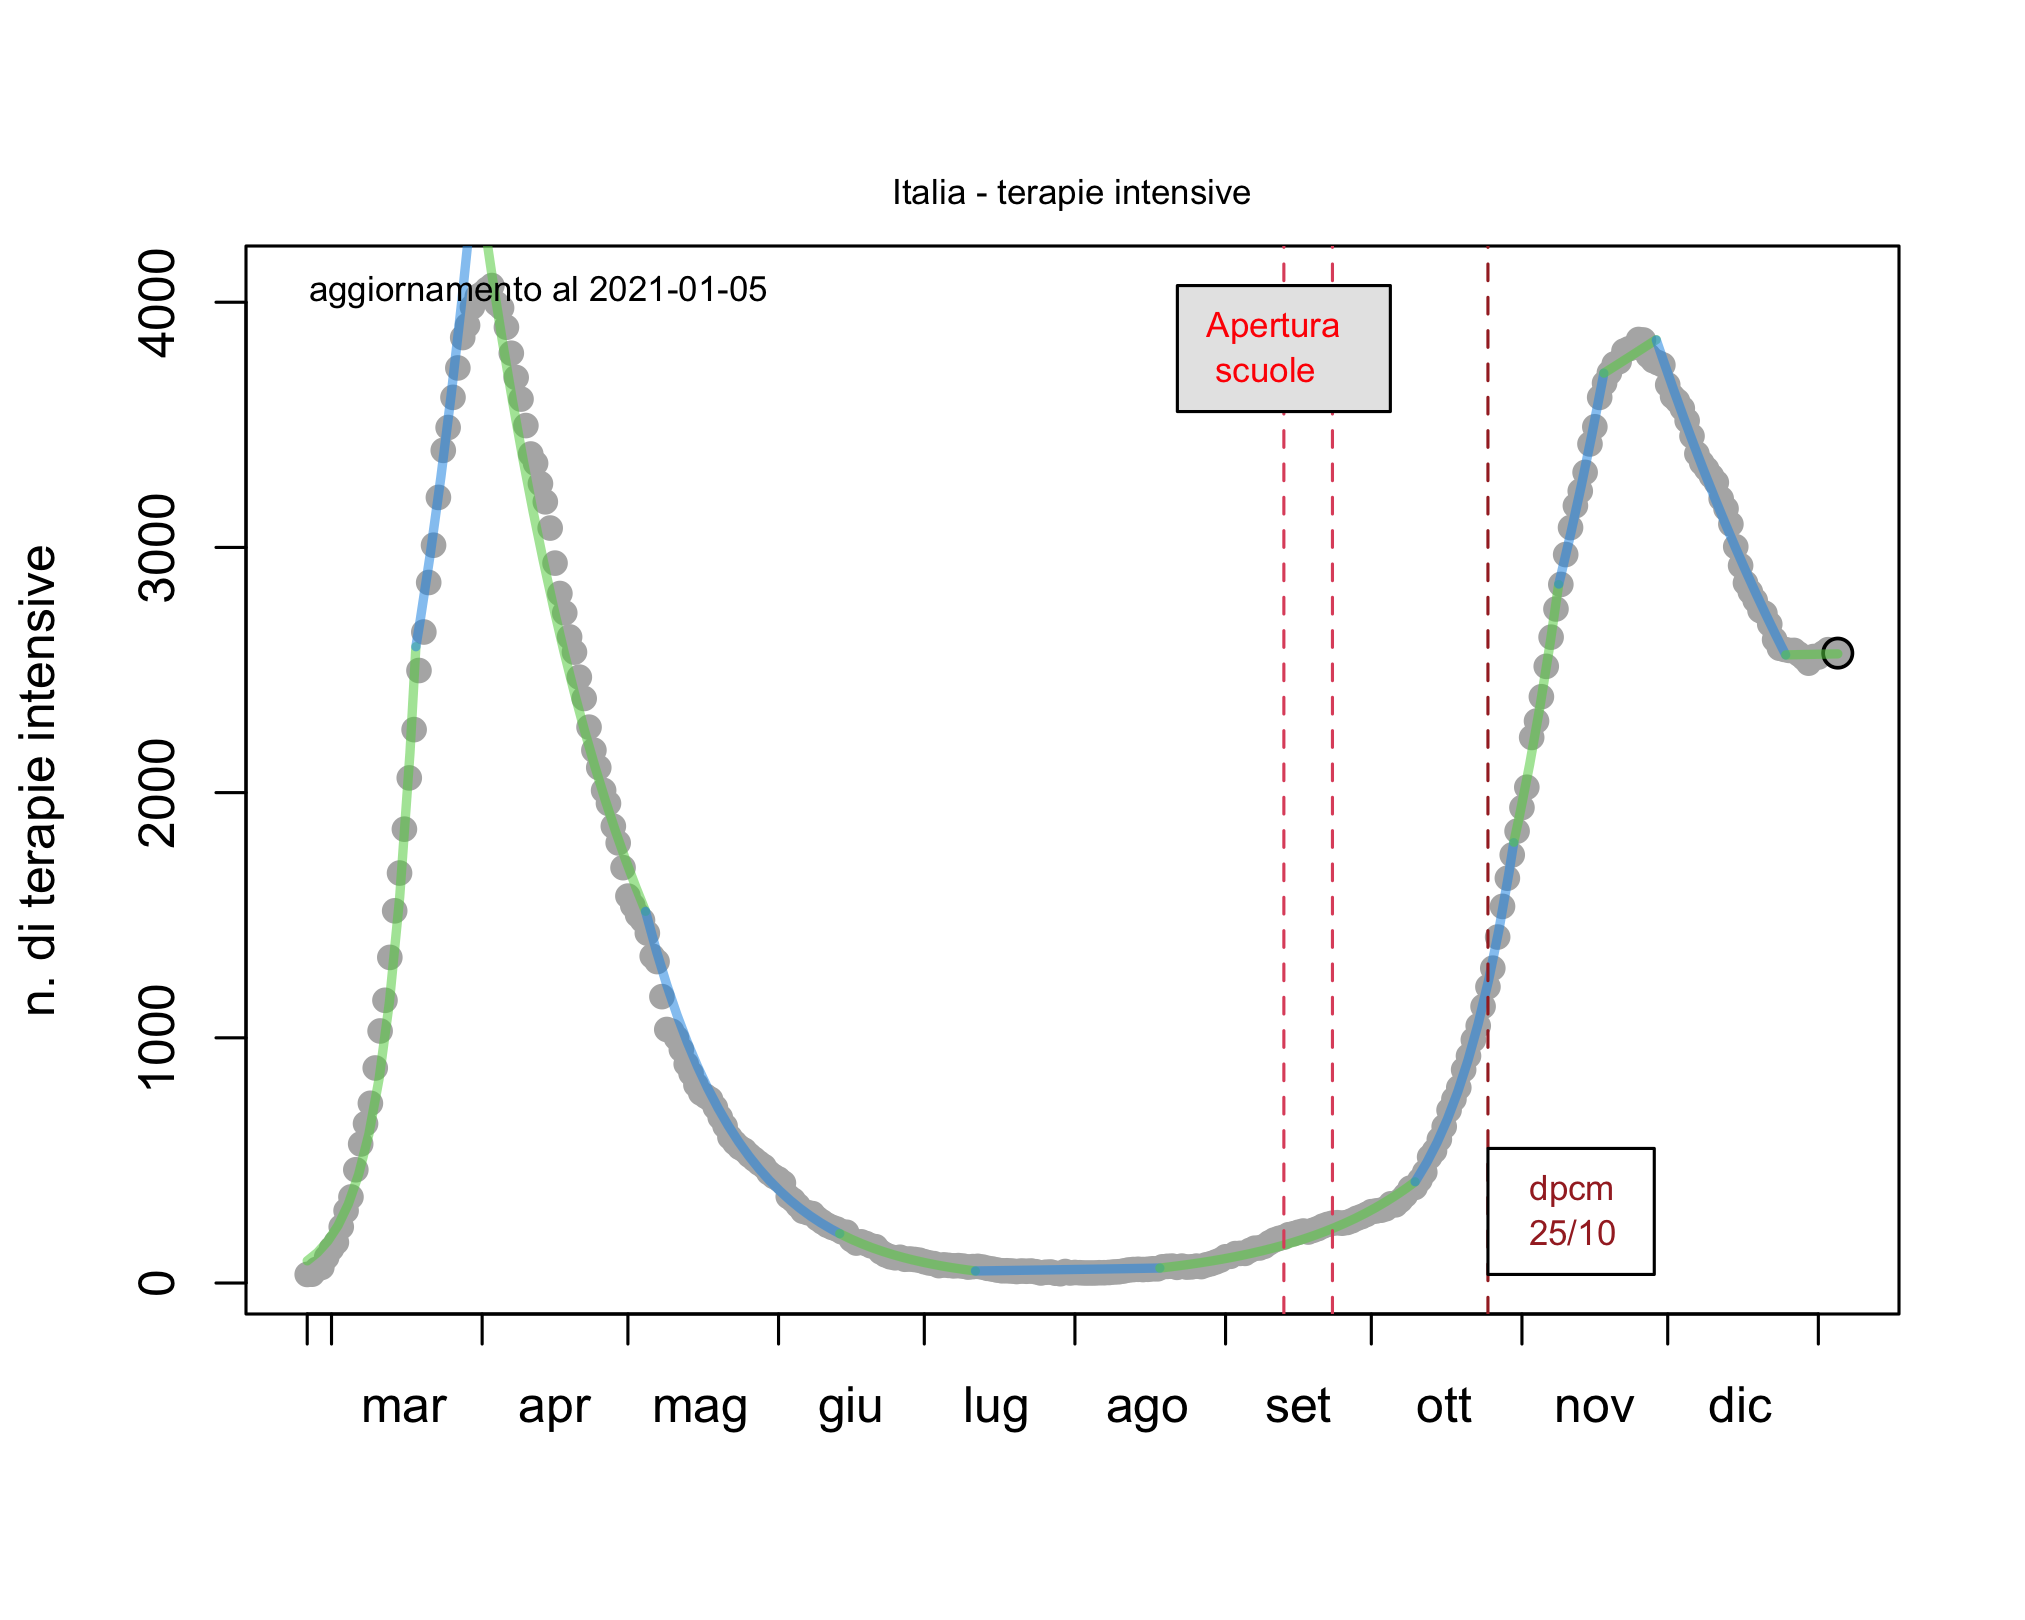 Italia - terapie intensive
aggiornamento al 2021-01-05
Apertura
scuole
dpcm
25/10
n. di terapie intensive
4000
3000
2000
1000
0
mar apr mag giu lug ago set ott nov dic